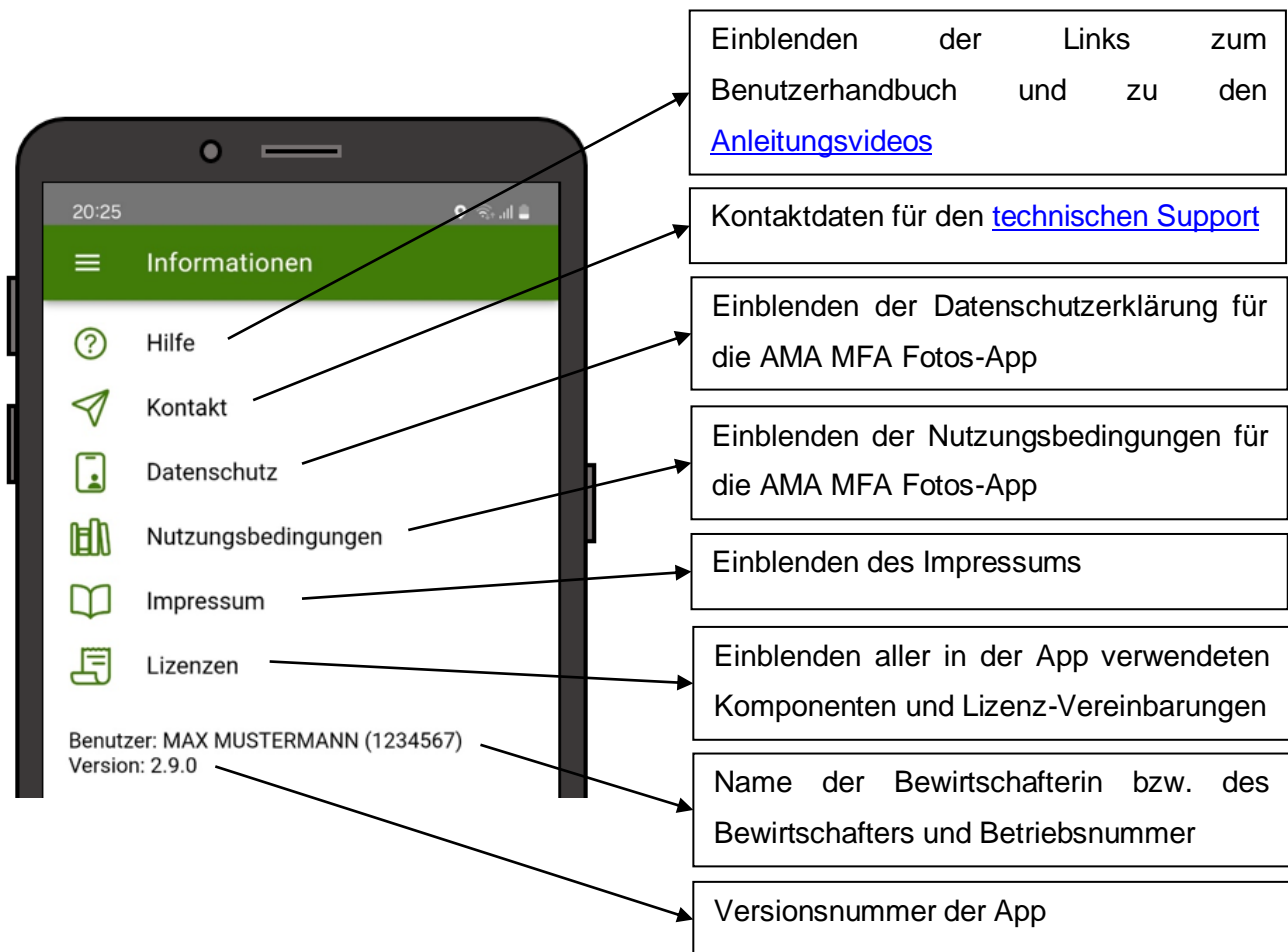 20:25
Informationen
Hilfe
Kontakt
Datenschutz
Nutzungsbedingungen
Impressum
Lizenzen
Benutzer: MAX MUSTERMANN (1234567)
Version: 2.9.0
Einblenden der Links zum
Benutzerhandbuch und zu den
Anleitungsvideos
Kontaktdaten für den technischen Support
Einblenden der Datenschutzerklärung für
die AMA MFA Fotos-App
Einblenden der Nutzungsbedingungen für
die AMA MFA Fotos-App
Einblenden des Impressums
Einblenden aller in der App verwendeten
Komponenten und Lizenz-Vereinbarungen
Name der Bewirtschafterin bzw. des
Bewirtschafters und Betriebsnummer
Versionsnummer der App